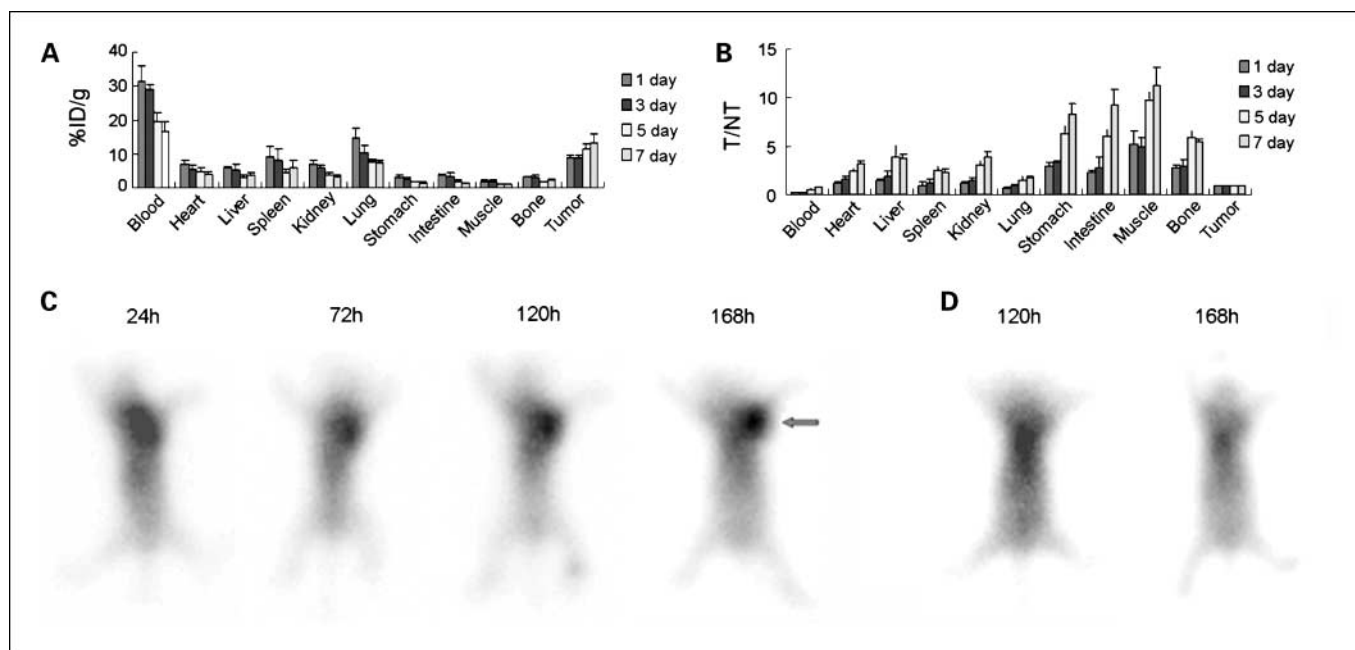 A
%ID/g
40
30
20
10
0
Blood
Heart
Liver
Spleen
Kidney
Lung
Stomach
Intestine
Muscle
Bone
Tumor
1 day
3 day
5 day
7 day
B
T/NT
15
10
5
0
Blood
Heart
Liver
Spleen
Kidney
Lung
Stomach
Intestine
Muscle
Bone
Tumor
1 day
3 day
5 day
7 day
C
24h
72h
120h
168h
D
120h
168h